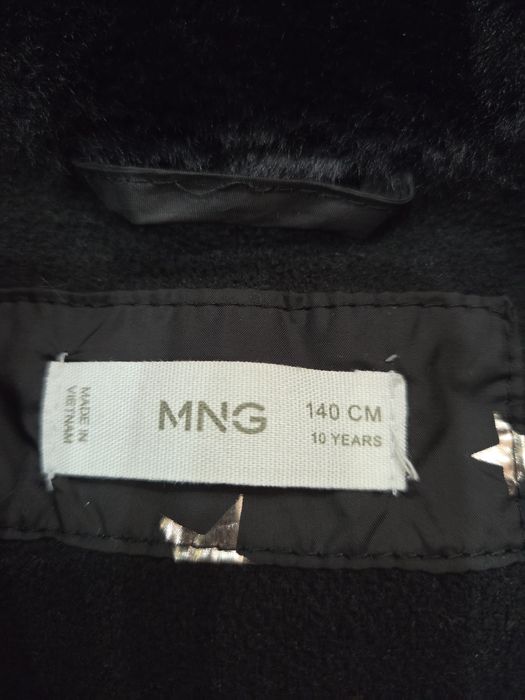 MADE IN
VIETNAM
MNG
140 CM
10 YEARS